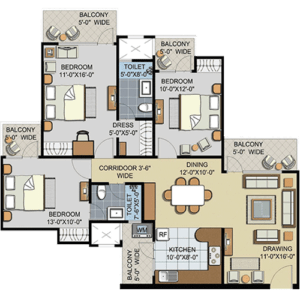 BALCONY
5'-0" WIDE
BALCONY
5'-0" WIDE
TOILET
5'-0"X8'-0"
BEDROOM
11'-0"X16'-0"
BEDROOM
10'-0"X12'-0"
DRESS
5'-0"X5'-0"
BALCONY
5'-0" WIDE
BALCONY
5'-0" WIDE
CORRIDOOR 3'-6"
WIDE
DINING
12'-0"X10'-0"
TOILET
7'-6"X5'-0"
BEDROOM
13'-0"X10'-0"
WM
RF
KITCHEN
10'-0"X8'-0"
DRAWING
11'-0"X16'-0"
BALCONY
5'-0" WIDE